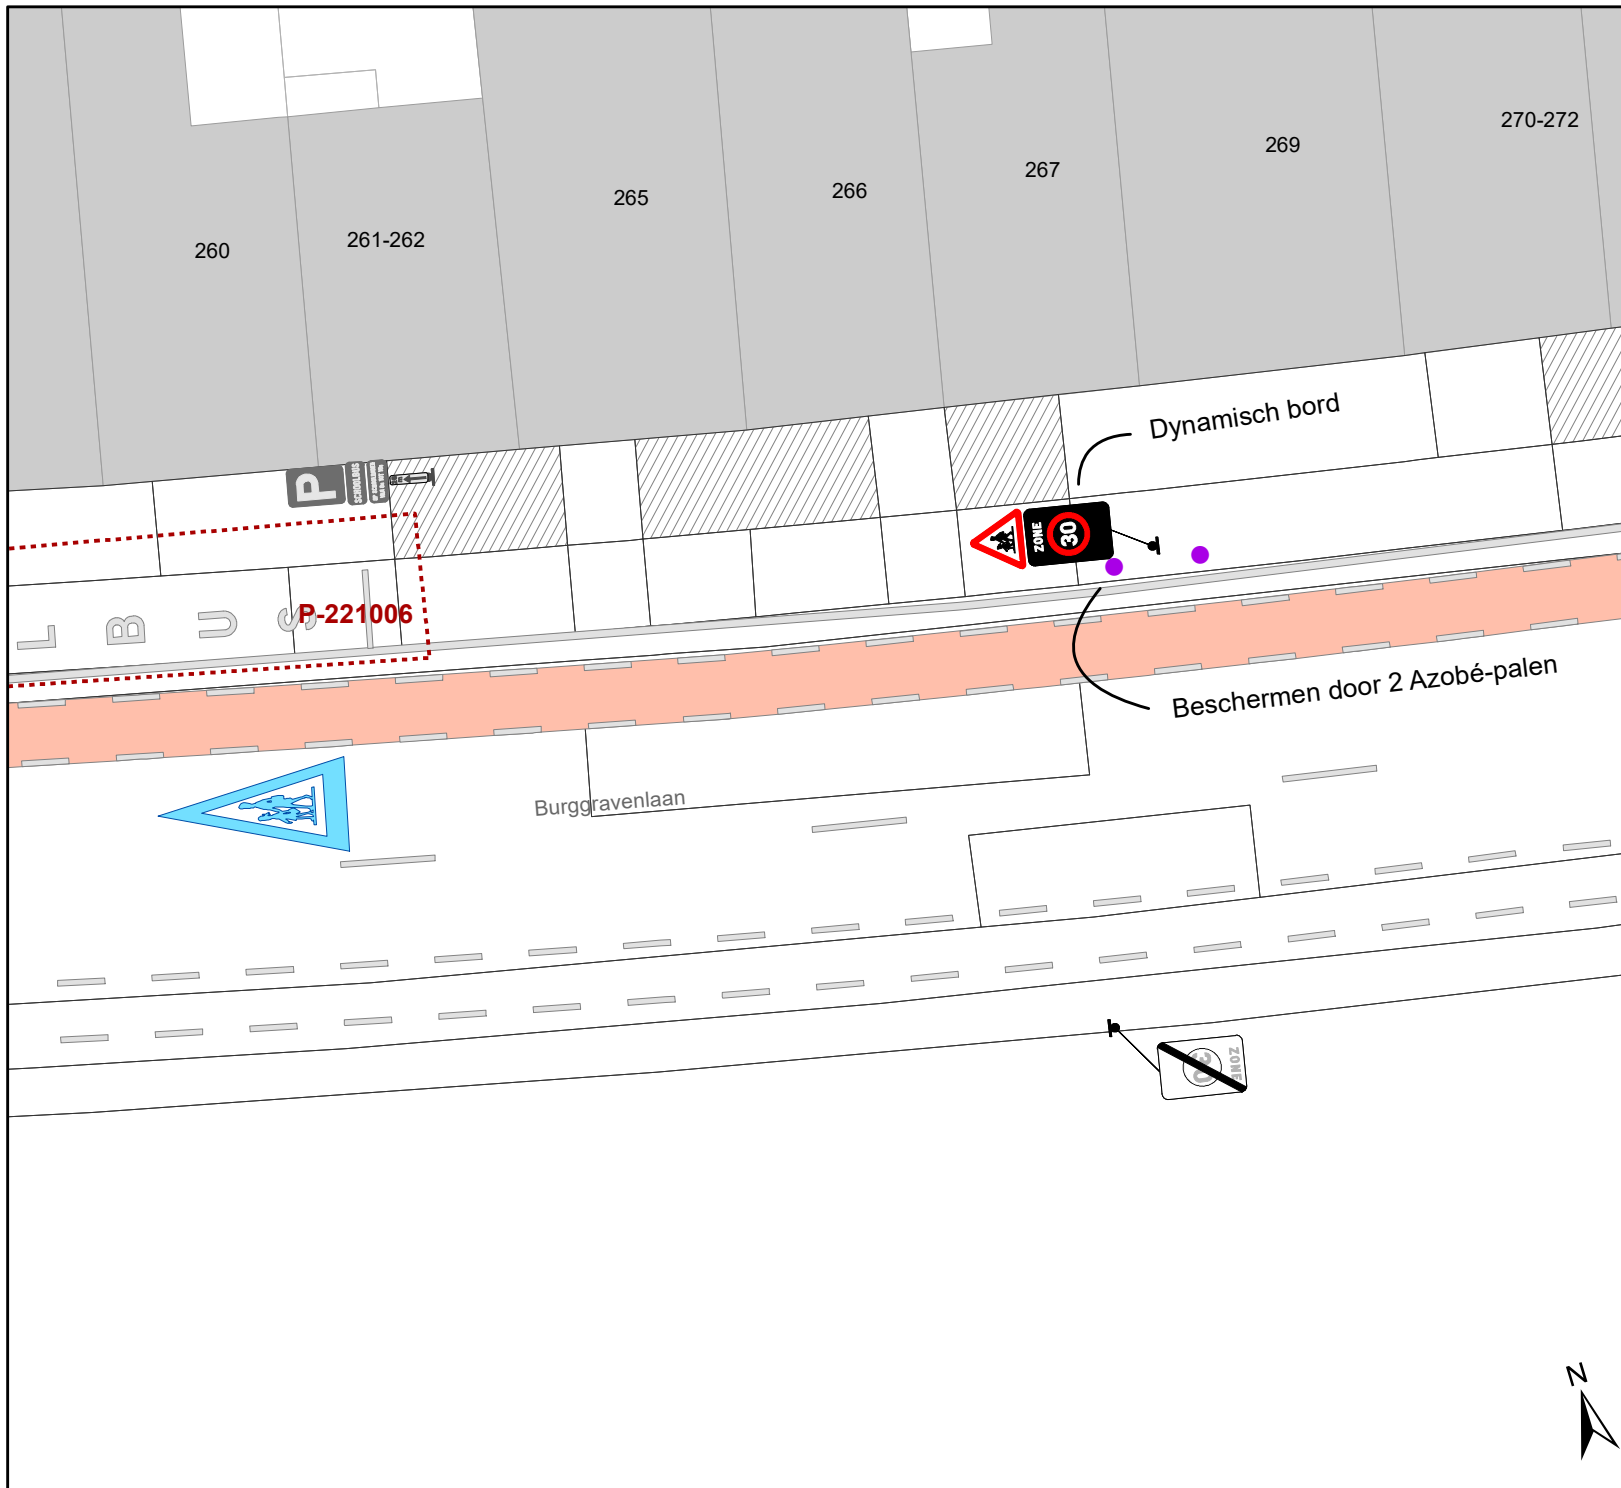 270-272
269
267
266
265
261-262
260
Dynamisch bord
P
SCHOOLBUS
ZONE
30
L BUS
P-221006
Beschermen door 2 Azobé-palen
Burggravenlaan
30
ZONE
N